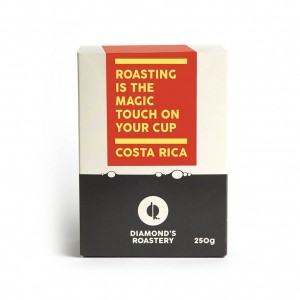 ROASTING
IS THE
MAGIC
TOUCH ON
YOUR CUP
COSTA RICA
DIAMOND'S
ROASTERY
250g